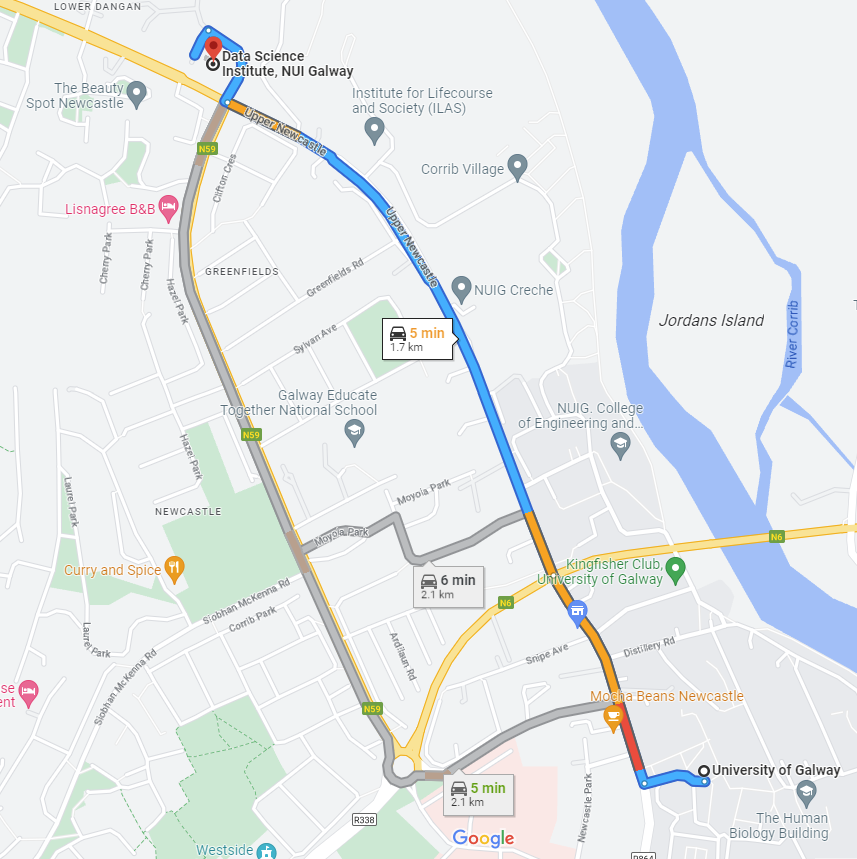 LOWER DANGAN
Data Science
Institute, NUI Galway
The Beauty
Spot Newcastle
Institute for Lifecourse
and Society (ILAS)
Upper Newcastle
N59
Clifton Cres
Corrib Village
Lisnagree B&B
Upper Newcastle
Cherry Park
Cherry Park
GREENFIELDS
Greenfields Rd
Hazel Park
NUIG Creche
Jordans Island
River Corrib
5 min
1.7 km
Sylvan Ave
Galway Educate
Together National School
NUIG. College
of Engineering and...
N59
Hazel Park
Laurel Park
Moyola Park
NEWCASTLE
Moyola Park
N6
Curry and Spice
Kingfisher Club,
University of Galway
6 min
2.1 km
Siobhan McKenna Rd
Corrib Park
N6
Laurel Park
Ardilaun Rd
Snipe Ave
Distillery Rd
Siobhan McKenna Rd
se
ent
Mocha Beans Newcastle
N59
University of Galway
5 min
2.1 km
Newcastle Park
The Human
Biology Building
R338
Google
Westside
R864